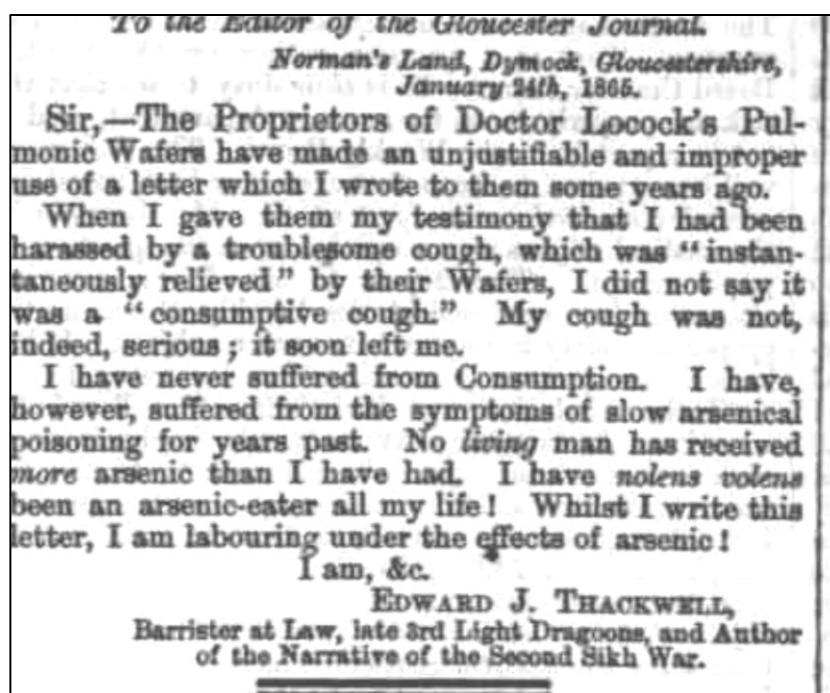 To the Editor of the Gloucester Journal.
Norman's Land, Dymock, Gloucestershire,
January 24th, 1865.
Sir,—The Proprietors of Doctor Locock's Pul-
monic Wafers have made an unjustifiable and improper
use of a letter which I wrote to them some years ago.
When I gave them my testimony that I had been
harassed by a troublesome cough, which was "instan-
taneously relieved" by their Wafers, I did not say it
was a "consumptive cough." My cough was not,
indeed, serious; it soon left me.
I have never suffered from Consumption. I have,
however, suffered from the symptoms of slow arsenical
poisoning for years past. No living man has received
more arsenic than I have had. I have nolens volens
been an arsenic-eater all my life! Whilst I write this
letter, I am labouring under the effects of arsenic!
I am, &c.
EDWARD J. THACKWELL,
Barrister at Law, late 3rd Light Dragoons, and Author
of the Narrative of the Second Sikh War.